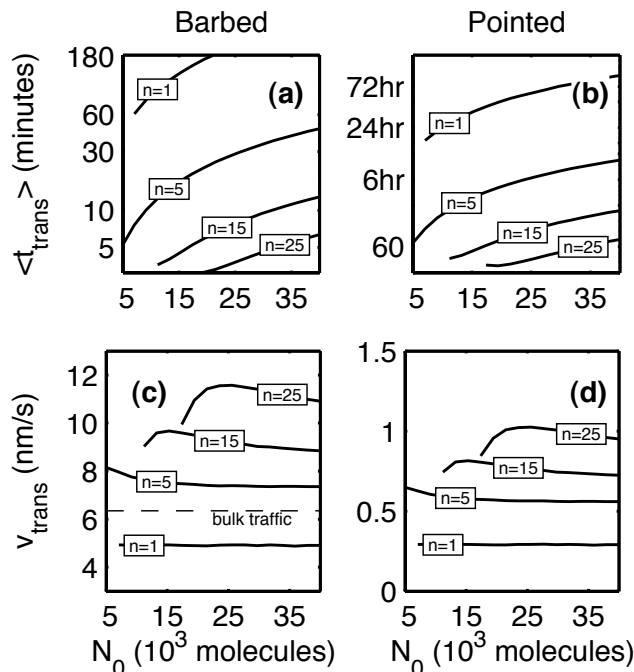 Barbed Pointed
<t_trans> (minutes)
180
60
30
10
5
n=1
(a)
n=5
n=15
n=25
5 15 25 35
72hr
24hr
6hr
60
(b)
n=1
n=5
n=15
n=25
5 15 25 35
v_trans (nm/s)
12
10
8
6
4
(c)
n=25
n=15
n=5
bulk traffic
n=1
5 15 25 35
N_0 (10^3 molecules)
1.5
1
0.5
0
(d)
n=25
n=15
n=5
n=1
5 15 25 35
N_0 (10^3 molecules)